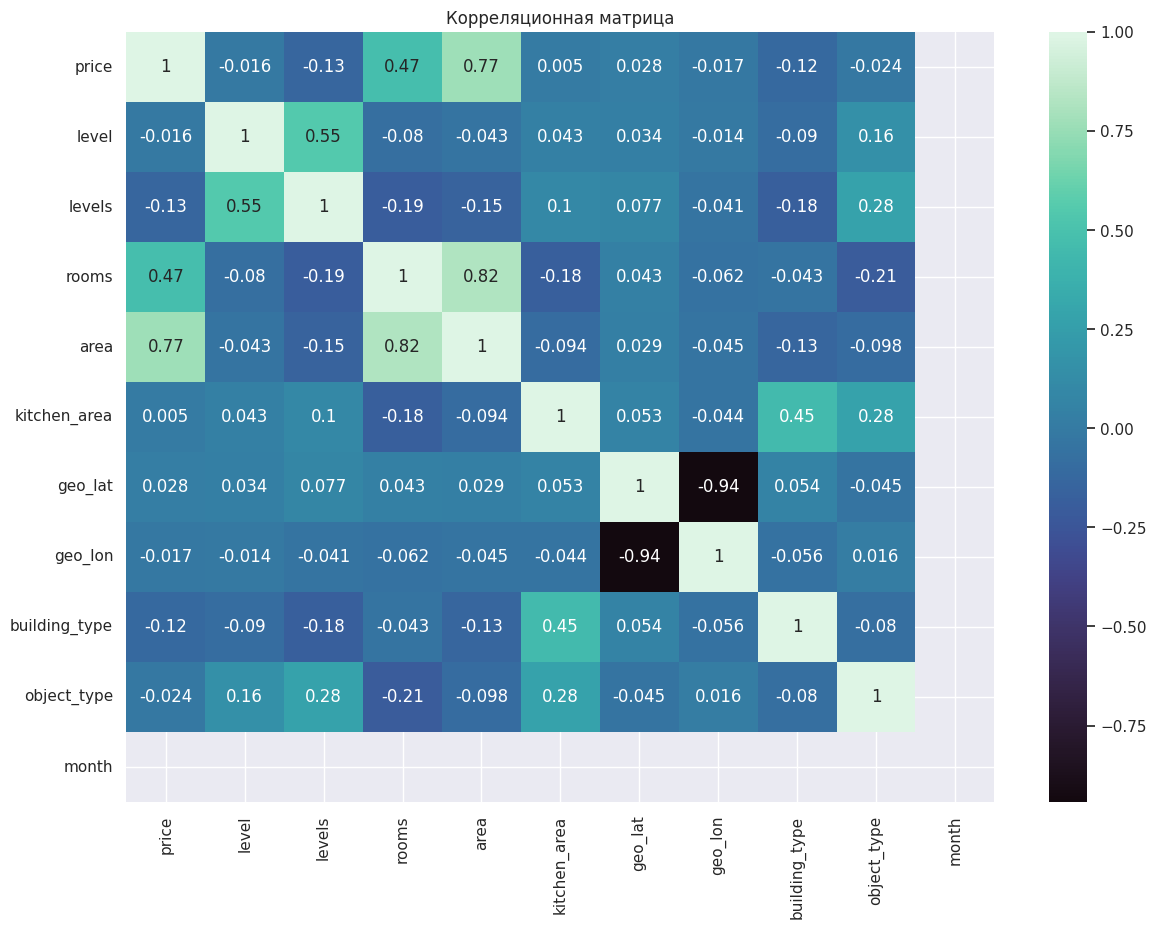 Корреляционная матрица
price 1 -0.016 -0.13 0.47 0.77 0.005 0.028 -0.017 -0.12 -0.024
level -0.016 1 0.55 -0.08 -0.043 0.043 0.034 -0.014 -0.09 0.16
levels -0.13 0.55 1 -0.19 -0.15 0.1 0.077 -0.041 -0.18 0.28
rooms 0.47 -0.08 -0.19 1 0.82 -0.18 0.043 -0.062 -0.043 -0.21
area 0.77 -0.043 -0.15 0.82 1 -0.094 0.029 -0.045 -0.13 -0.098
kitchen_area 0.005 0.043 0.1 -0.18 -0.094 1 0.053 -0.044 0.45 0.28
geo_lat 0.028 0.034 0.077 0.043 0.029 0.053 1 -0.94 0.054 -0.045
geo_lon -0.017 -0.014 -0.041 -0.062 -0.045 -0.044 -0.94 1 -0.056 0.016
building_type -0.12 -0.09 -0.18 -0.043 -0.13 0.45 0.054 -0.056 1 -0.08
object_type -0.024 0.16 0.28 -0.21 -0.098 0.28 -0.045 0.016 -0.08 1
month
price level levels rooms area kitchen_area geo_lat geo_lon building_type object_type month
1.00
0.75
0.50
0.25
0.00
−0.25
−0.50
−0.75